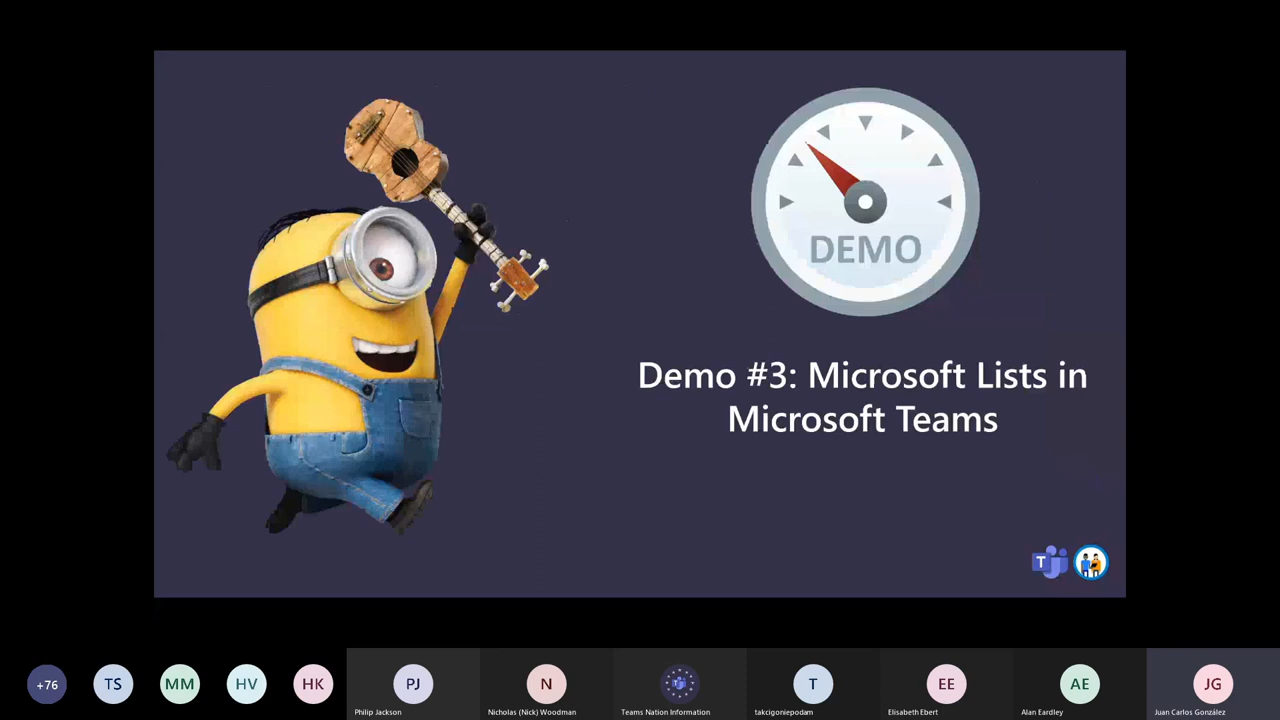 DEMO
Demo #3: Microsoft Lists in
Microsoft Teams
T
+76
TS
MM
HV
HK
PJ
Philip Jackson
N
Nicholas (Nick) Woodman
T
Teams Nation Information
T
takcigoniepodam
EE
Elisabeth Ebert
AE
Alan Eardley
JG
Juan Carlos González